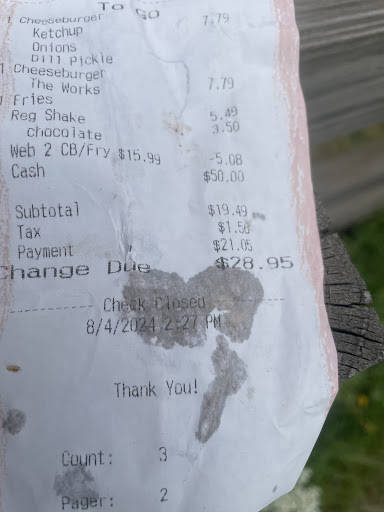 To Go
1 Cheeseburger 7.79
Ketchup
Onions
Dill Pickle
1 Cheeseburger 7.79
The Works
1 Fries 5.49
Reg Shake 3.50
chocolate
Web 2 CB/Fry $15.99 -5.08
Cash $50.00
Subtotal $19.49
Tax $1.56
Payment $21.05
Change Due $28.95
Check Closed
8/4/2024 2:27 PM
Thank You!
Count: 3
Pager: 2